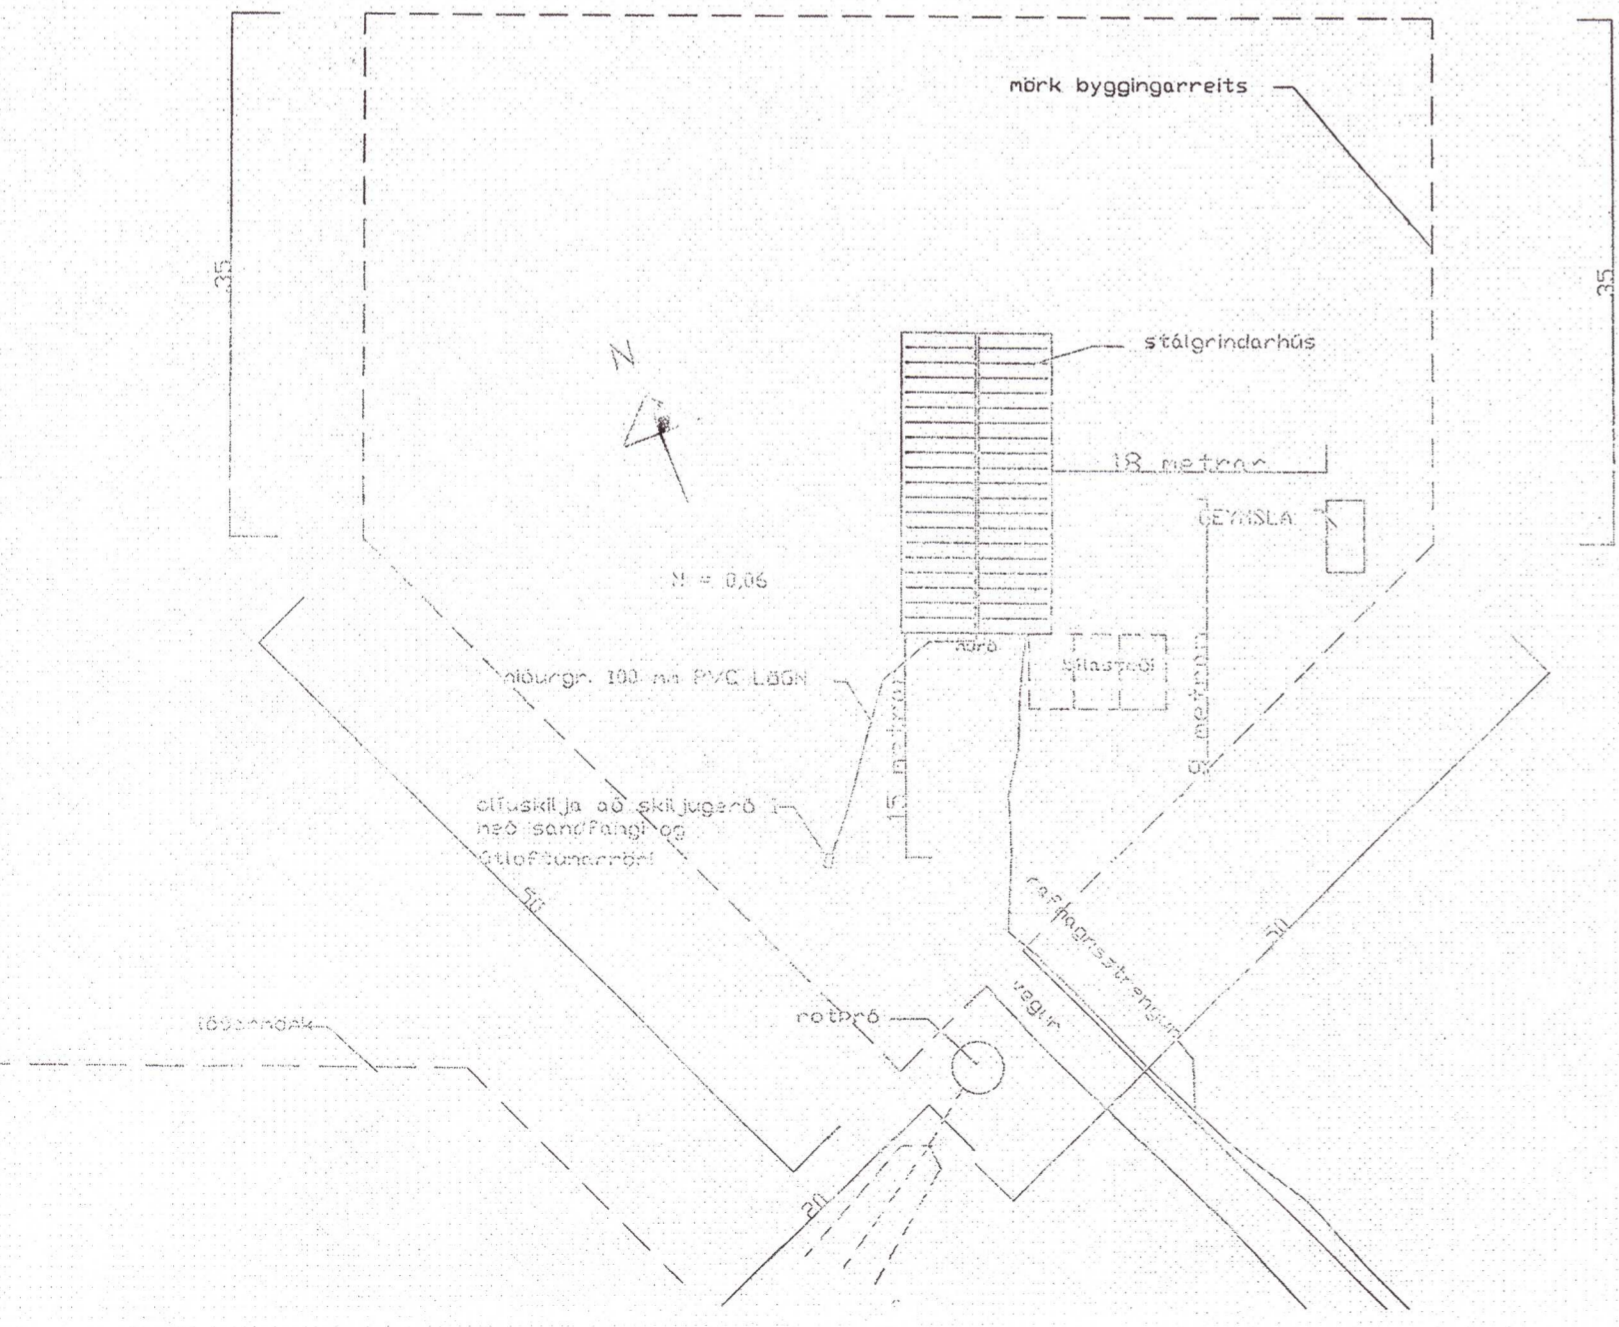 mörk byggingarreits
35
35
stálgrindarhús
N
18 metrar
GEYMSLA
N = 0,06
hurð
bílastæði
niðurgr. 100 mm PVC LÖGN
15 metrar
9 metrar
olíuskilja að skiljugerð I
með sandfangi og
útloftunarröri
50
50
rafmagnsstrengur
vegur
rotþró
lóðarmörk
20